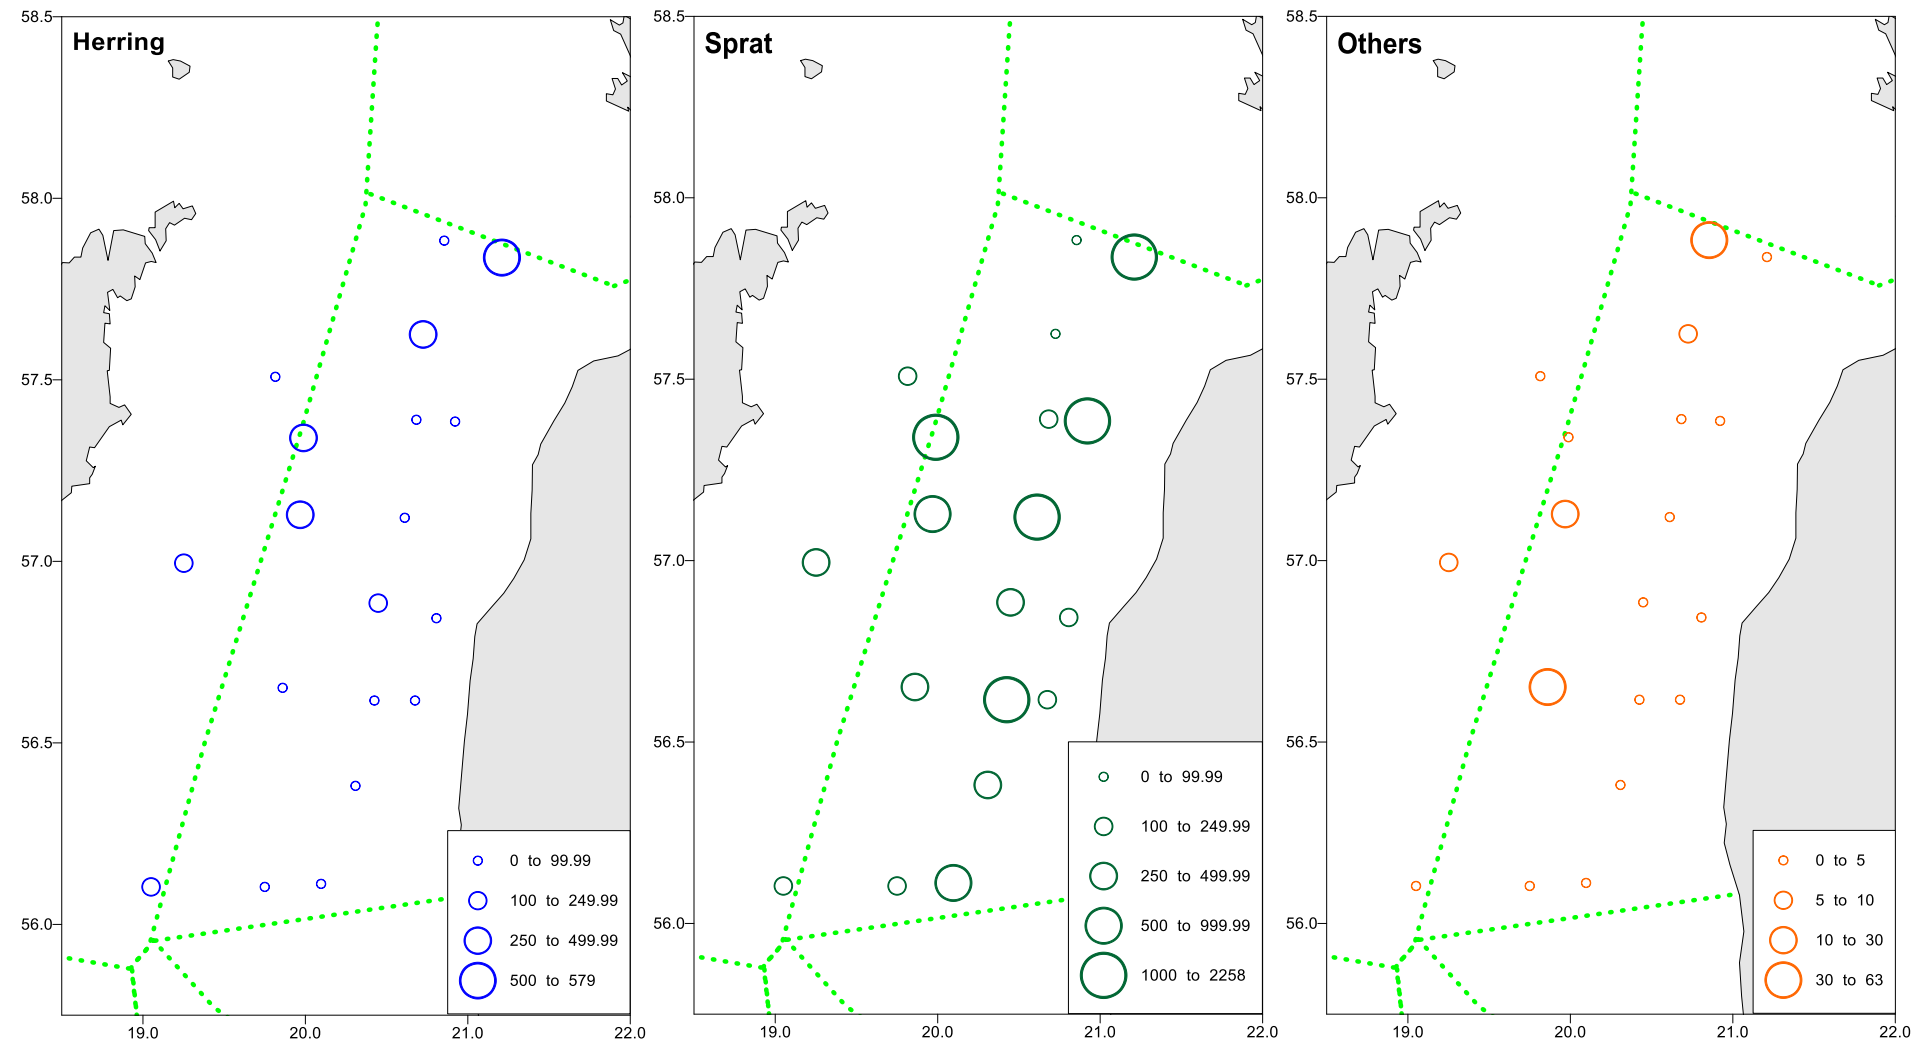 Herring
58.5
58.0
57.5
57.0
56.5
56.0
19.0 20.0 21.0 22.0
0 to 99.99
100 to 249.99
250 to 499.99
500 to 579
Sprat
58.5
58.0
57.5
57.0
56.5
56.0
19.0 20.0 21.0 22.0
0 to 99.99
100 to 249.99
250 to 499.99
500 to 999.99
1000 to 2258
Others
58.5
58.0
57.5
57.0
56.5
56.0
19.0 20.0 21.0 22.0
0 to 5
5 to 10
10 to 30
30 to 63